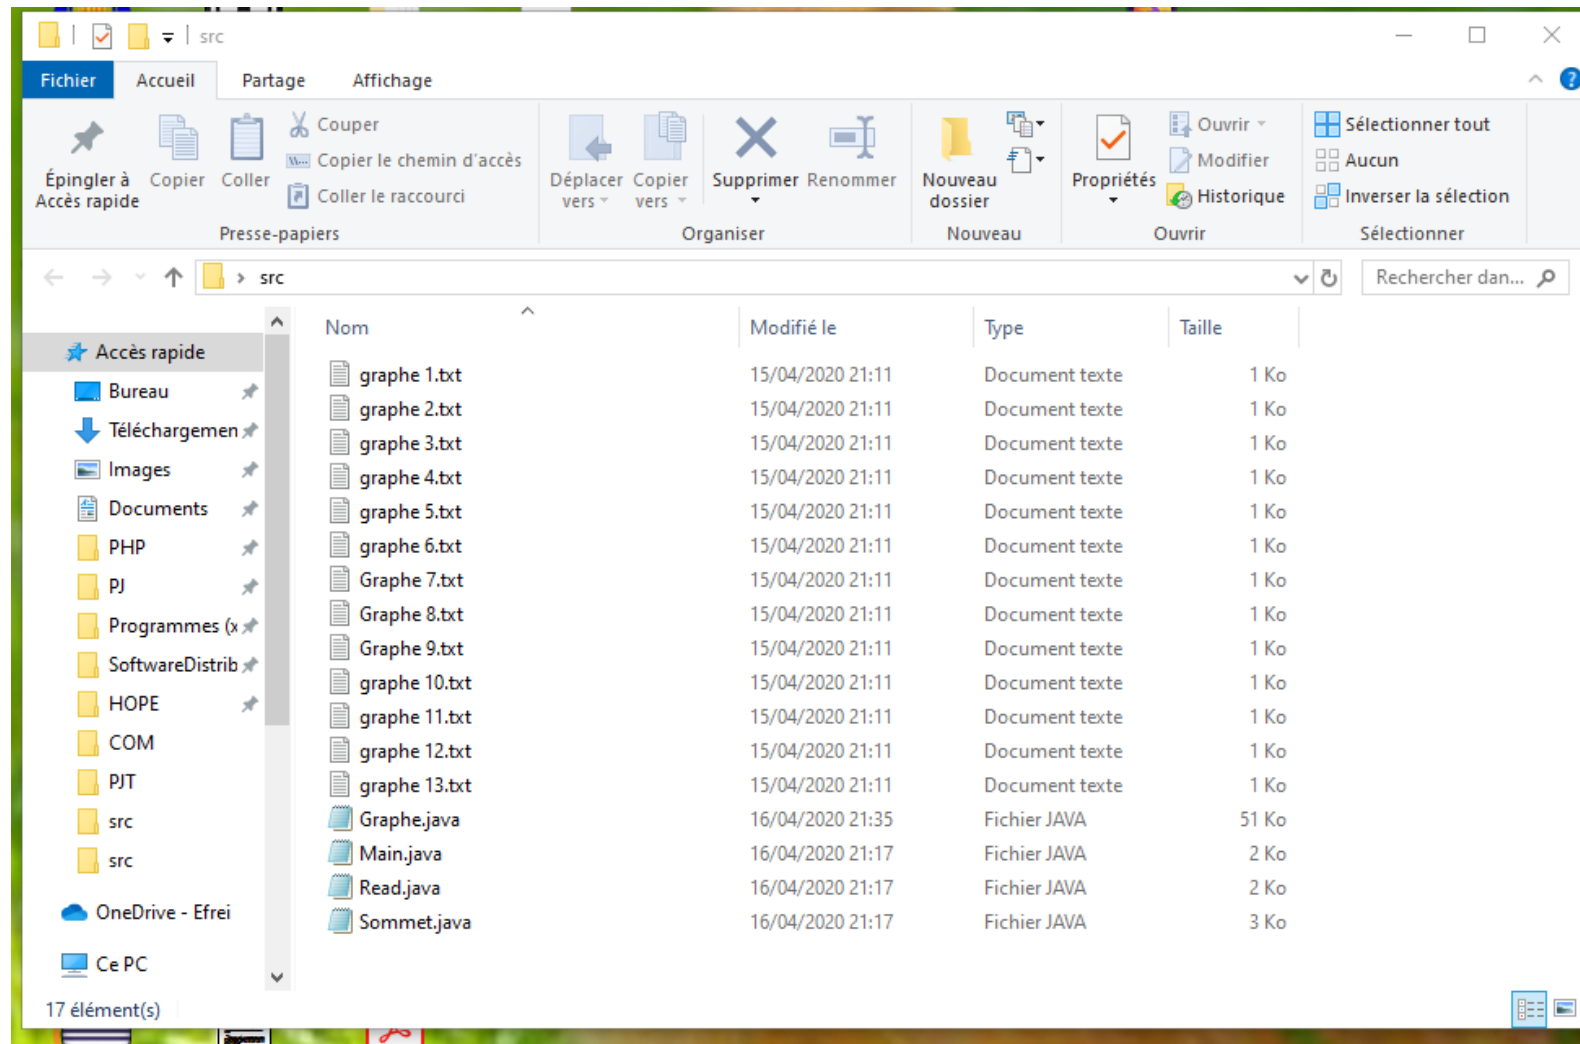 src
Fichier Accueil Partage Affichage
Épingler à Accès rapide
Copier
Coller
Couper
Copier le chemin d'accès
Coller le raccourci
Presse-papiers
Déplacer vers
Copier vers
Supprimer
Renommer
Organiser
Nouveau dossier
Nouveau
Propriétés
Ouvrir
Modifier
Historique
Ouvrir
Sélectionner tout
Aucun
Inverser la sélection
Sélectionner
src
Rechercher dan...
Accès rapide
Bureau
Téléchargemen
Images
Documents
PHP
PJ
Programmes (x
SoftwareDistrib
HOPE
COM
PJT
src
src
OneDrive - Efrei
Ce PC
Nom Modifié le Type Taille
graphe 1.txt 15/04/2020 21:11 Document texte 1 Ko
graphe 2.txt 15/04/2020 21:11 Document texte 1 Ko
graphe 3.txt 15/04/2020 21:11 Document texte 1 Ko
graphe 4.txt 15/04/2020 21:11 Document texte 1 Ko
graphe 5.txt 15/04/2020 21:11 Document texte 1 Ko
graphe 6.txt 15/04/2020 21:11 Document texte 1 Ko
Graphe 7.txt 15/04/2020 21:11 Document texte 1 Ko
Graphe 8.txt 15/04/2020 21:11 Document texte 1 Ko
Graphe 9.txt 15/04/2020 21:11 Document texte 1 Ko
graphe 10.txt 15/04/2020 21:11 Document texte 1 Ko
graphe 11.txt 15/04/2020 21:11 Document texte 1 Ko
graphe 12.txt 15/04/2020 21:11 Document texte 1 Ko
graphe 13.txt 15/04/2020 21:11 Document texte 1 Ko
Graphe.java 16/04/2020 21:35 Fichier JAVA 51 Ko
Main.java 16/04/2020 21:17 Fichier JAVA 2 Ko
Read.java 16/04/2020 21:17 Fichier JAVA 2 Ko
Sommet.java 16/04/2020 21:17 Fichier JAVA 3 Ko
17 élément(s)